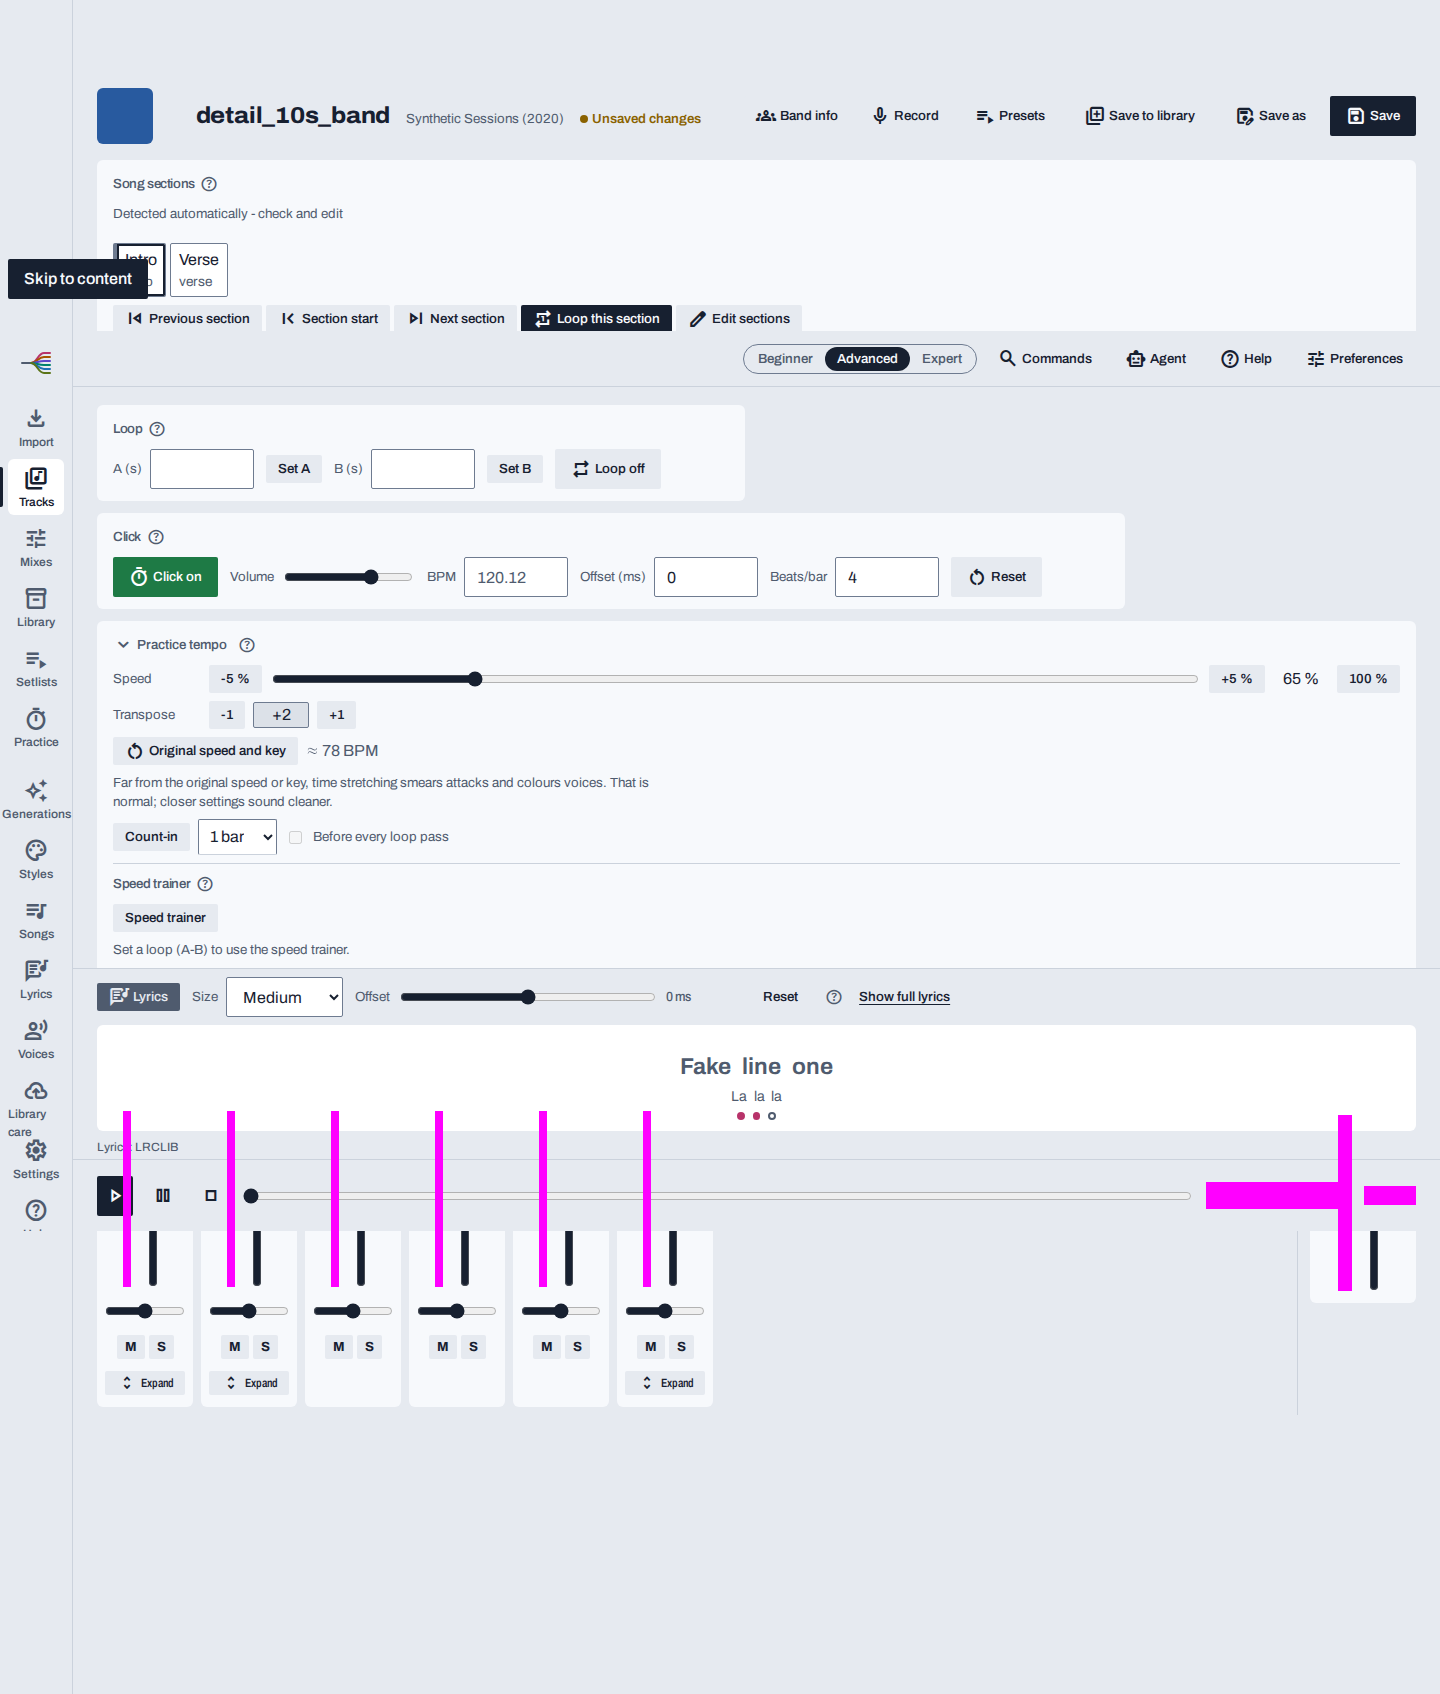 detail_10s_band Synthetic Sessions (2020) Unsaved changes Band info Record Presets Save to library Save as Save
Song sections
Detected automatically - check and edit
Verse
verse
Skip to content
Previous section Section start Next section Loop this section Edit sections
Beginner Advanced Expert Commands Agent Help Preferences
Import
Tracks
Mixes
Library
Setlists
Practice
Generations
Styles
Songs
Lyrics
Voices
Library care
Settings
Loop
A (s) Set A B (s) Set B Loop off
Click
Click on Volume BPM 120.12 Offset (ms) 0 Beats/bar 4 Reset
Practice tempo
Speed -5 % +5 % 65 % 100 %
Transpose -1 +2 +1
Original speed and key ≈ 78 BPM
Far from the original speed or key, time stretching smears attacks and colours voices. That is
normal; closer settings sound cleaner.
Count-in 1 bar Before every loop pass
Speed trainer
Speed trainer
Set a loop (A-B) to use the speed trainer.
Lyrics Size Medium Offset 0 ms Reset Show full lyrics
Fake line one
La la la
LRCLIB
M S M S M S M S M S M S
Expand Expand Expand